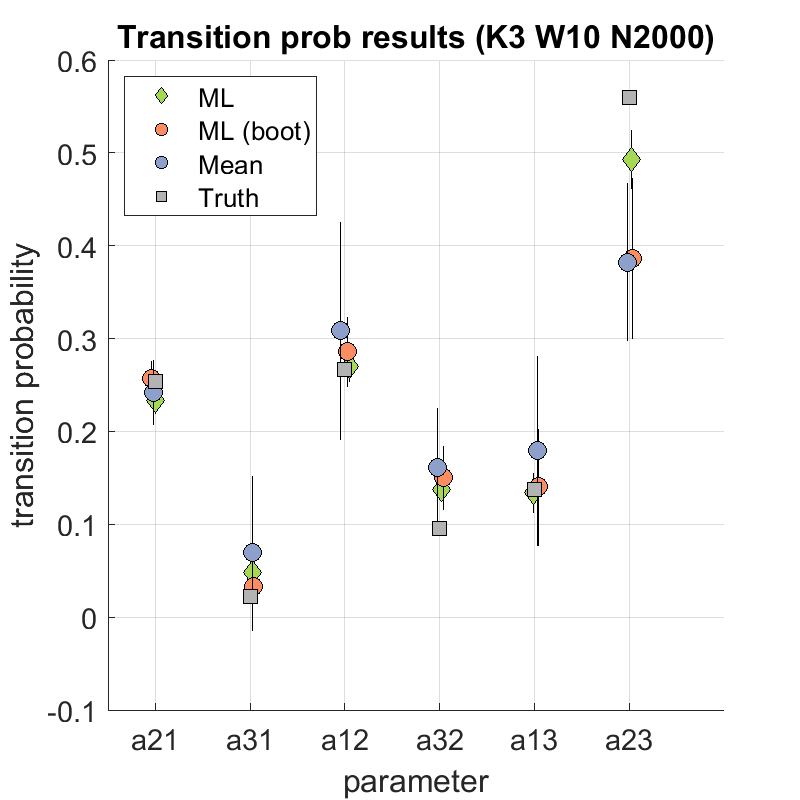 Transition prob results (K3 W10 N2000)
ML
ML (boot)
Mean
Truth
0.6
0.5
0.4
0.3
0.2
0.1
0
-0.1
transition probability
a21 a31 a12 a32 a13 a23
parameter